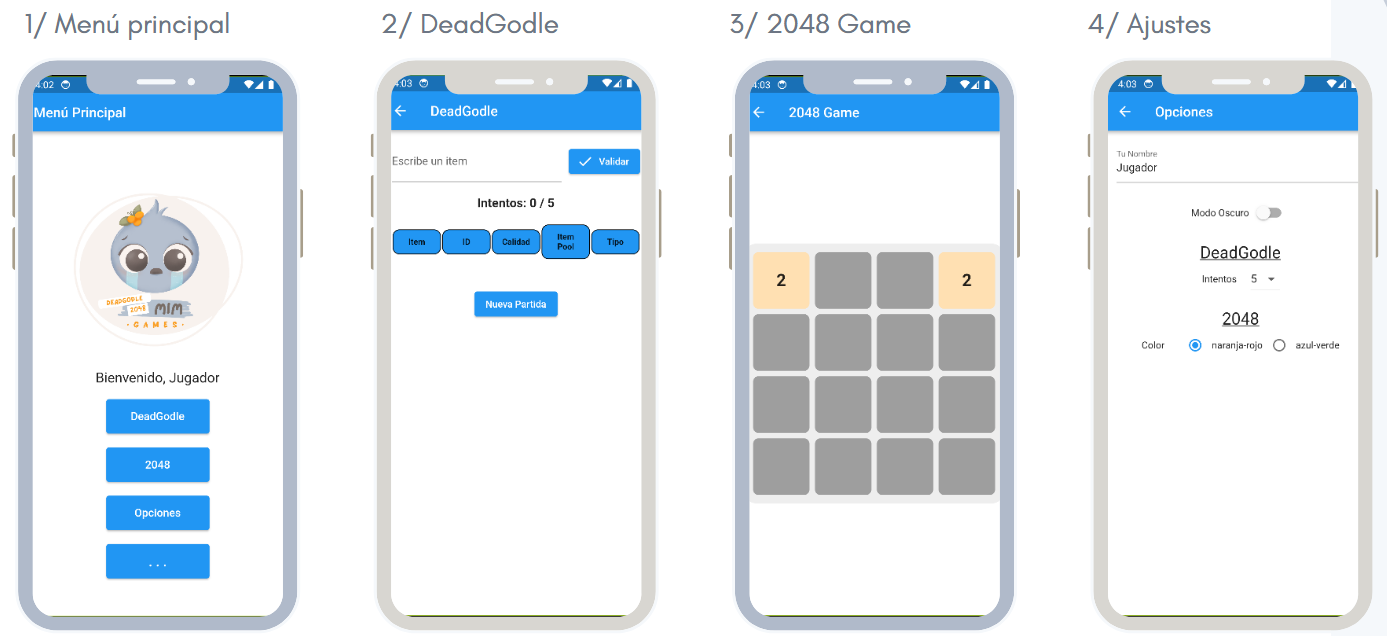 1/ Menú principal
4:02
Menú Principal
DEADGODLE
2048
MIM
GAMES
Bienvenido, Jugador
DeadGodle
2048
Opciones
...
2/ DeadGodle
4:03
DeadGodle
Escribe un item
Validar
Intentos: 0 / 5
Item
ID
Calidad
Item
Pool
Tipo
Nueva Partida
3/ 2048 Game
4:03
2048 Game
2
2
4/ Ajustes
4:03
Opciones
Tu Nombre
Jugador
Modo Oscuro
DeadGodle
Intentos 5
2048
Color naranja-rojo azul-verde